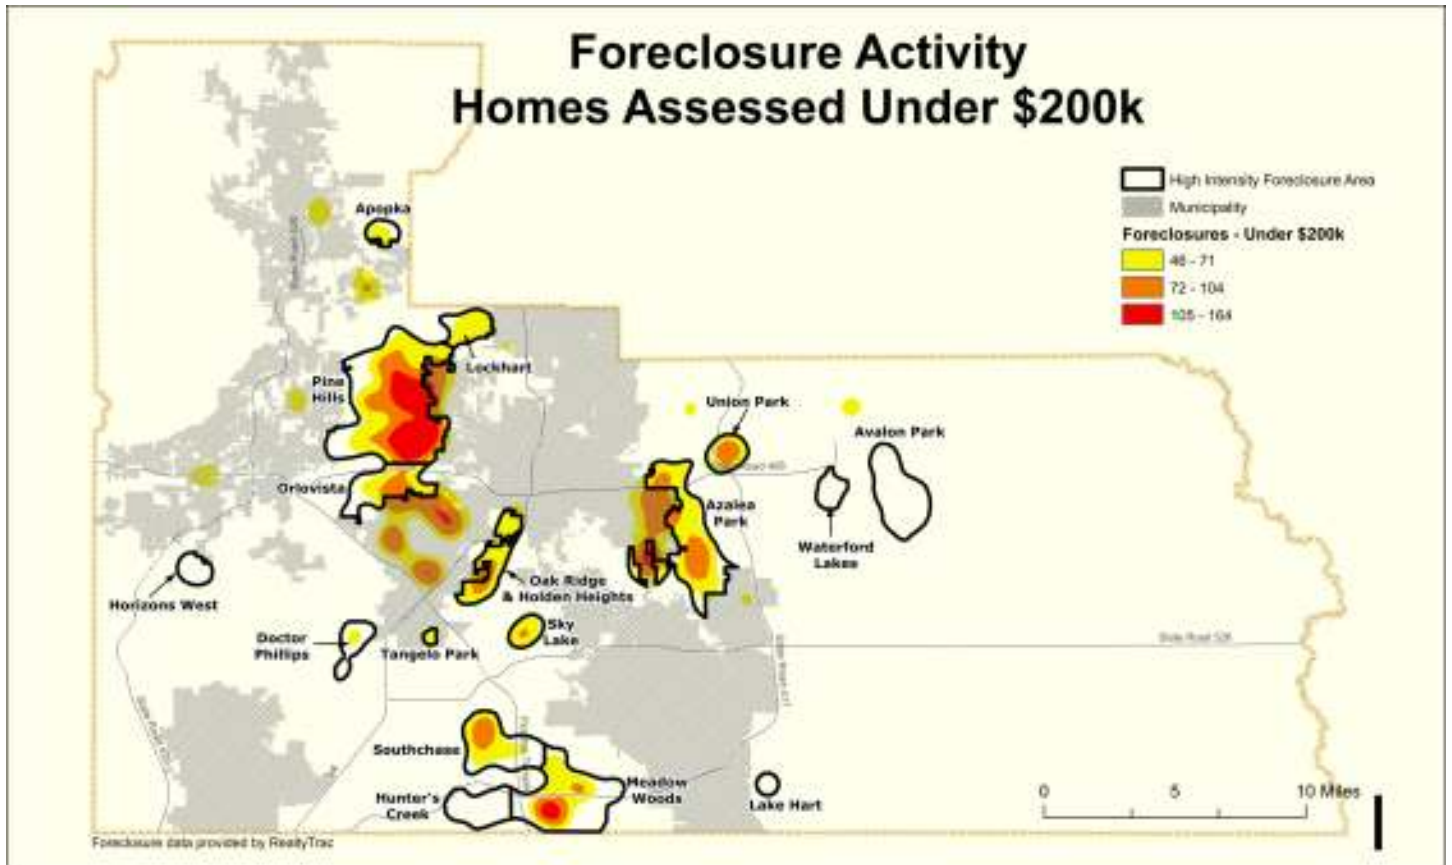 Foreclosure Activity
Homes Assessed Under $200k
High Intensity Foreclosure Area
Municipality
Foreclosures - Under $200k
46 - 71
72 - 104
105 - 164
Apopka
Lockhart
Pine
Hills
Union Park
Avalon Park
Orlovista
Azalea
Park
Waterford
Lakes
Horizons West
Oak Ridge
& Holden Heights
Doctor
Phillips
Tangelo Park
Sky
Lake
State Road 528
Southchase
Meadow
Woods
Hunter's
Creek
Lake Hart
0 5 10 Miles
Foreclosure data provided by RealtyTrac